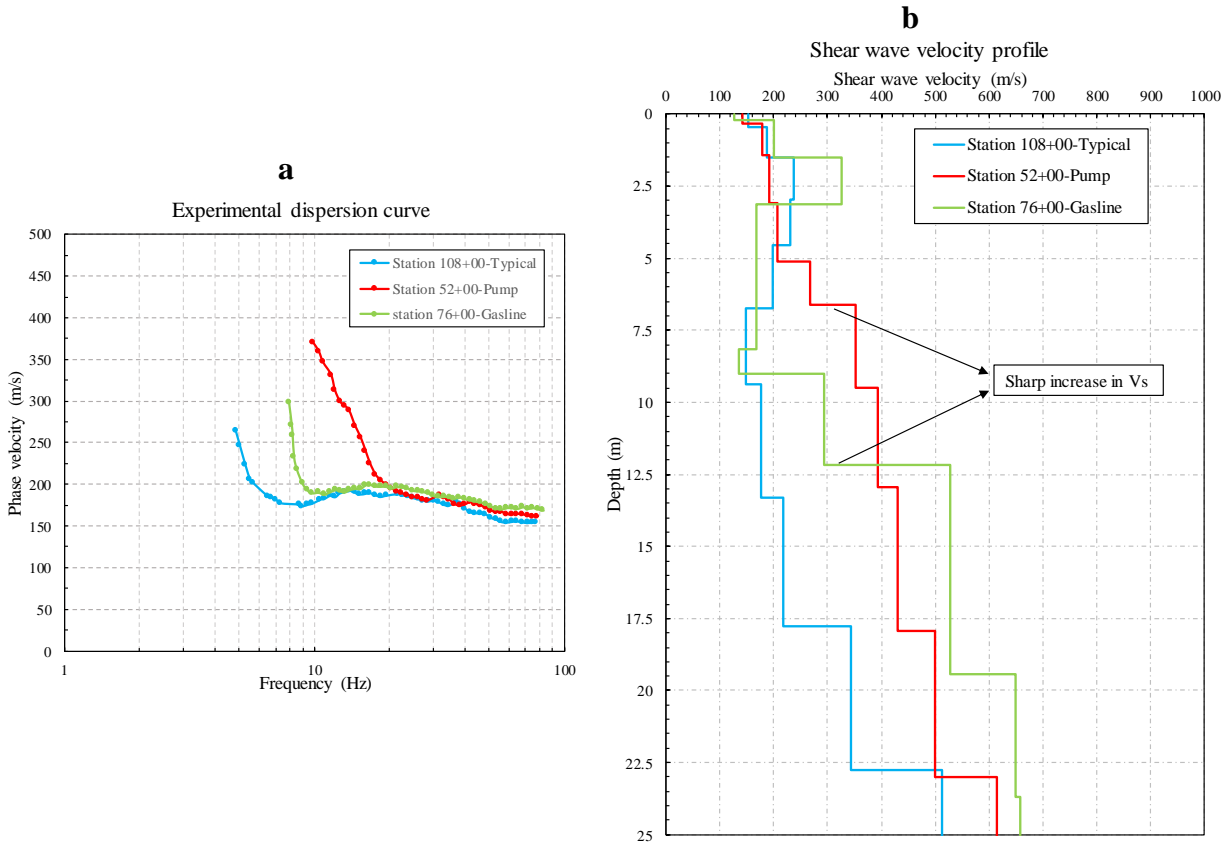 a
Experimental dispersion curve
Phase velocity (m/s)
500
450
400
350
300
250
200
150
100
50
0
Station 108+00-Typical
Station 52+00-Pump
station 76+00-Gasline
1
10
100
Frequency (Hz)
b
Shear wave velocity profile
Shear wave velocity (m/s)
0 100 200 300 400 500 600 700 800 900 1000
Depth (m)
0
2.5
5
7.5
10
12.5
15
17.5
20
22.5
25
Station 108+00-Typical
Station 52+00-Pump
Station 76+00-Gasline
Sharp increase in Vs